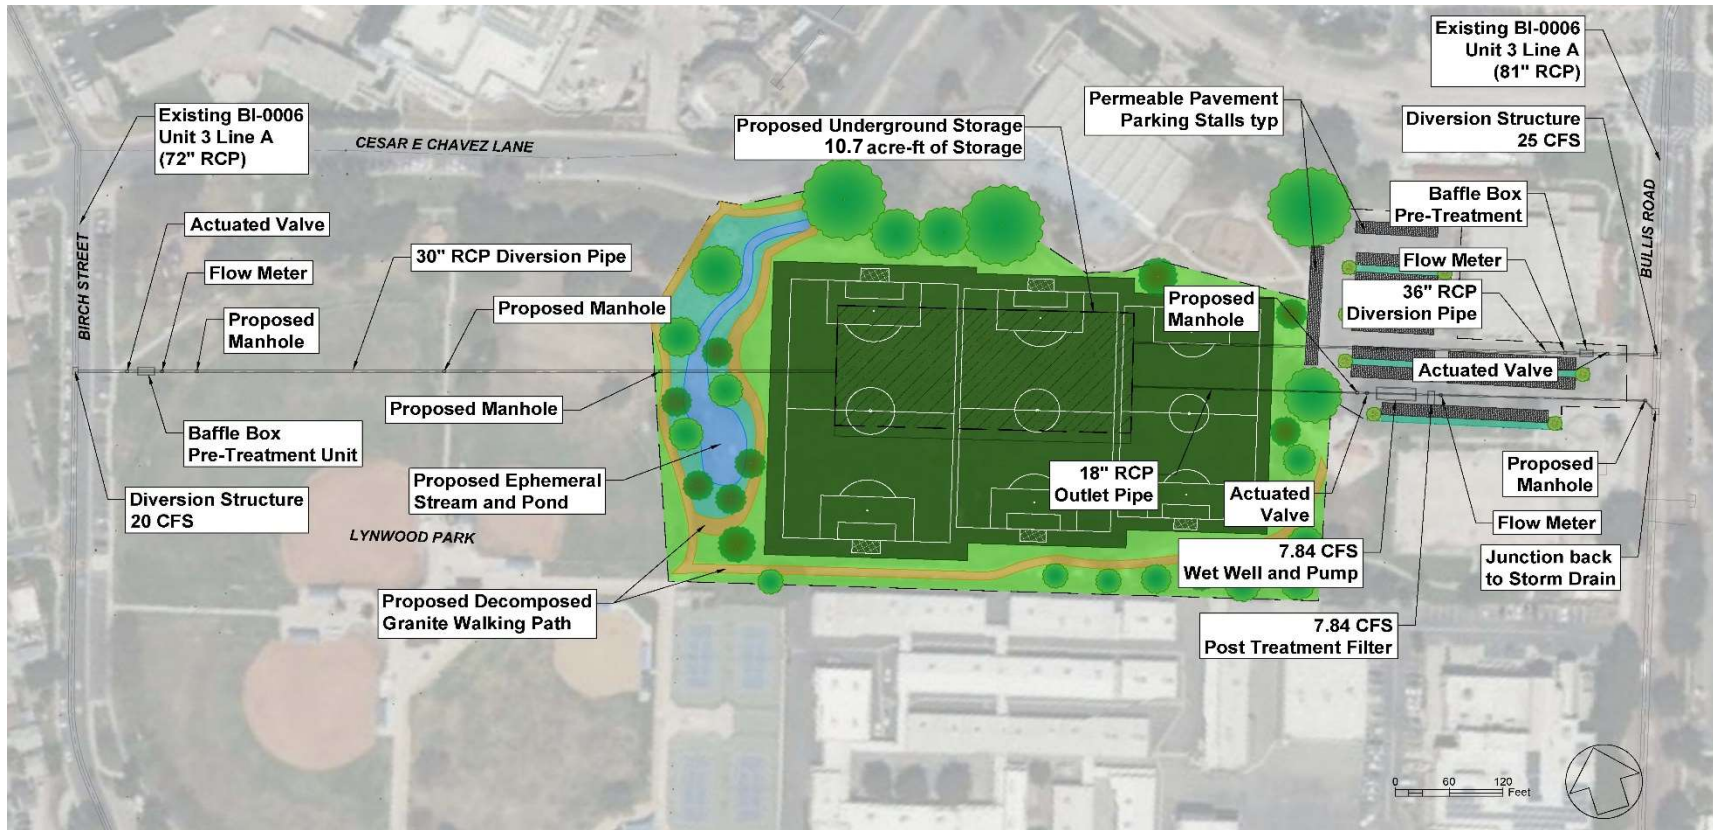 Existing BI-0006
Unit 3 Line A
(81" RCP)
Existing BI-0006
Unit 3 Line A
(72" RCP)
CESAR E CHAVEZ LANE
Proposed Underground Storage
10.7 acre-ft of Storage
Permeable Pavement
Parking Stalls typ
Diversion Structure
25 CFS
Actuated Valve
Flow Meter
Proposed
Manhole
30" RCP Diversion Pipe
Proposed Manhole
BIRCH STREET
Baffle Box
Pre-Treatment
BULLIS ROAD
Flow Meter
36" RCP
Diversion Pipe
Proposed
Manhole
Actuated Valve
Proposed Manhole
Baffle Box
Pre-Treatment Unit
Diversion Structure
20 CFS
Proposed Ephemeral
Stream and Pond
LYNWOOD PARK
Proposed Decomposed
Granite Walking Path
18" RCP
Outlet Pipe
Actuated
Valve
Proposed
Manhole
Flow Meter
7.84 CFS
Wet Well and Pump
Junction back
to Storm Drain
7.84 CFS
Post Treatment Filter
0 60 120
Feet